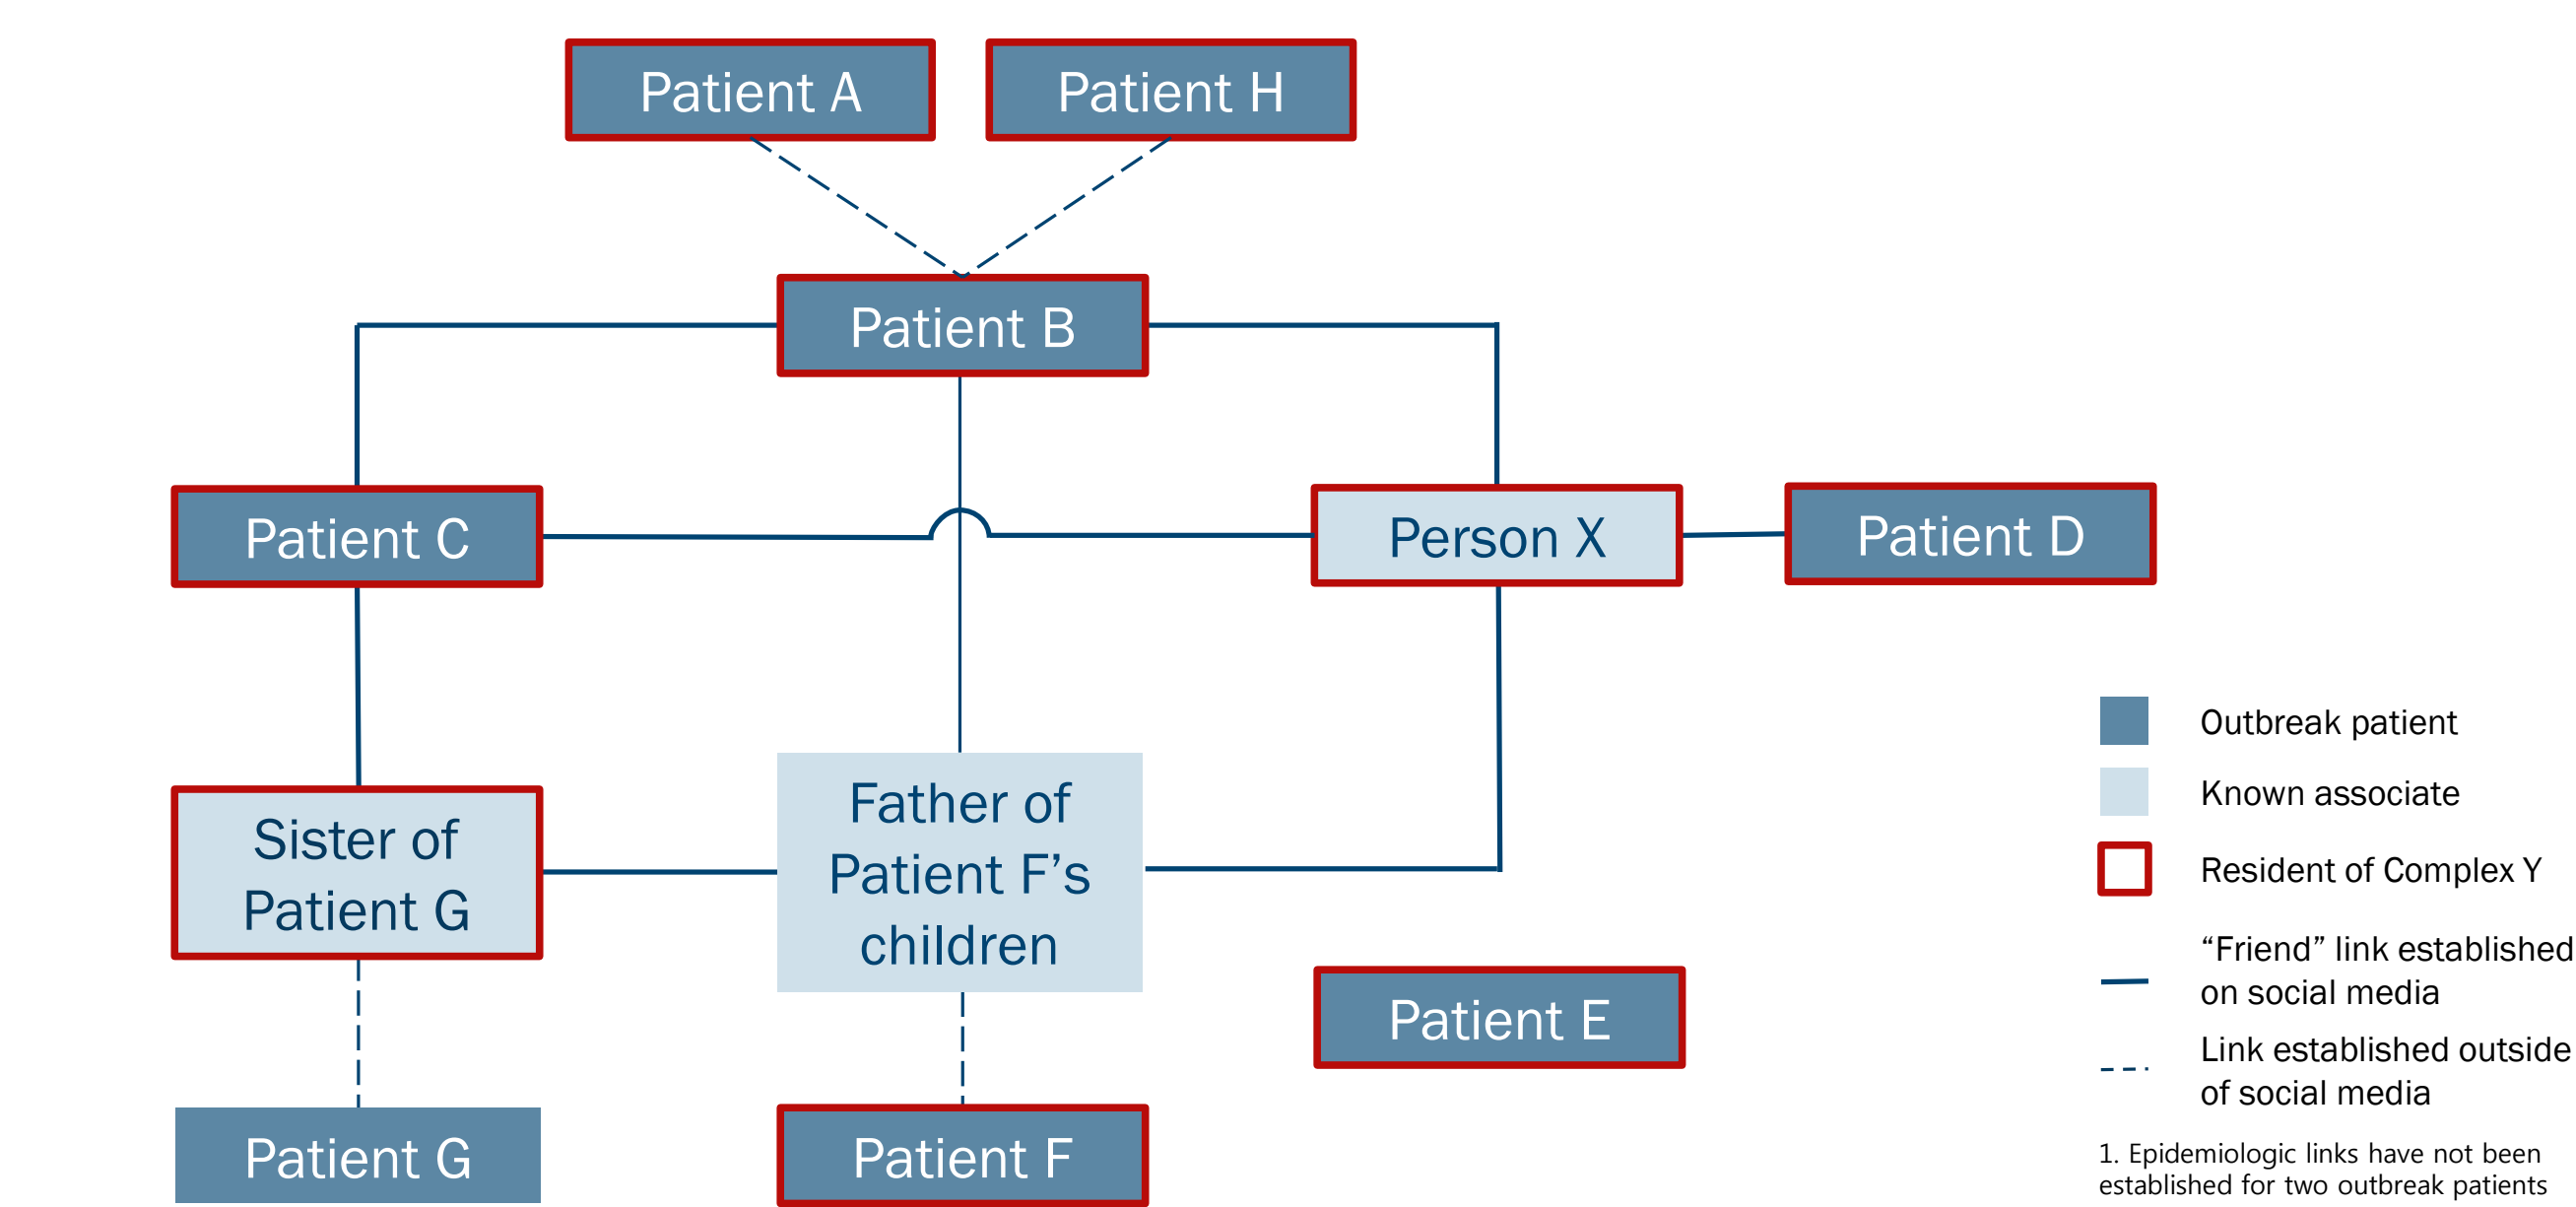 Patient A
Patient H
Patient B
Patient C
Person X
Patient D
Sister of
Patient G
Father of
Patient F’s
children
Patient E
Patient G
Patient F
Outbreak patient
Known associate
Resident of Complex Y
“Friend” link established
on social media
Link established outside
of social media
1. Epidemiologic links have not been
established for two outbreak patients